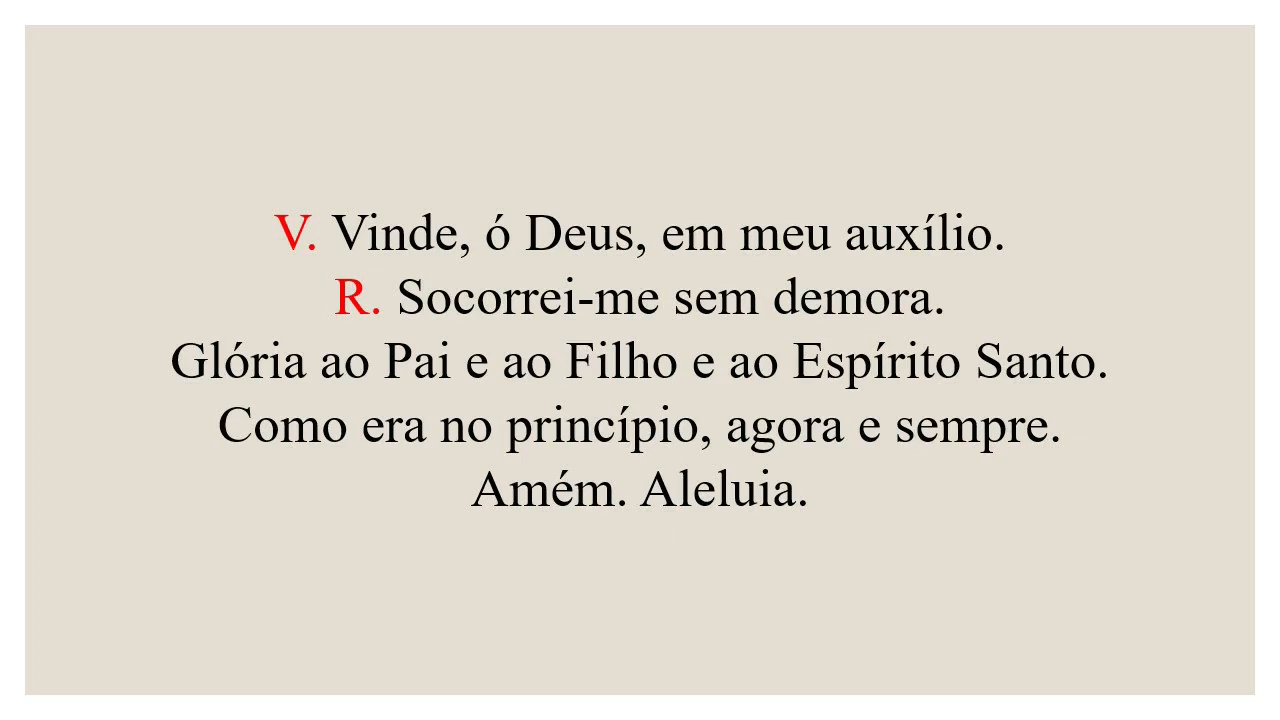 V. Vinde, ó Deus, em meu auxílio.
R. Socorrei-me sem demora.
Glória ao Pai e ao Filho e ao Espírito Santo.
Como era no princípio, agora e sempre.
Amém. Aleluia.